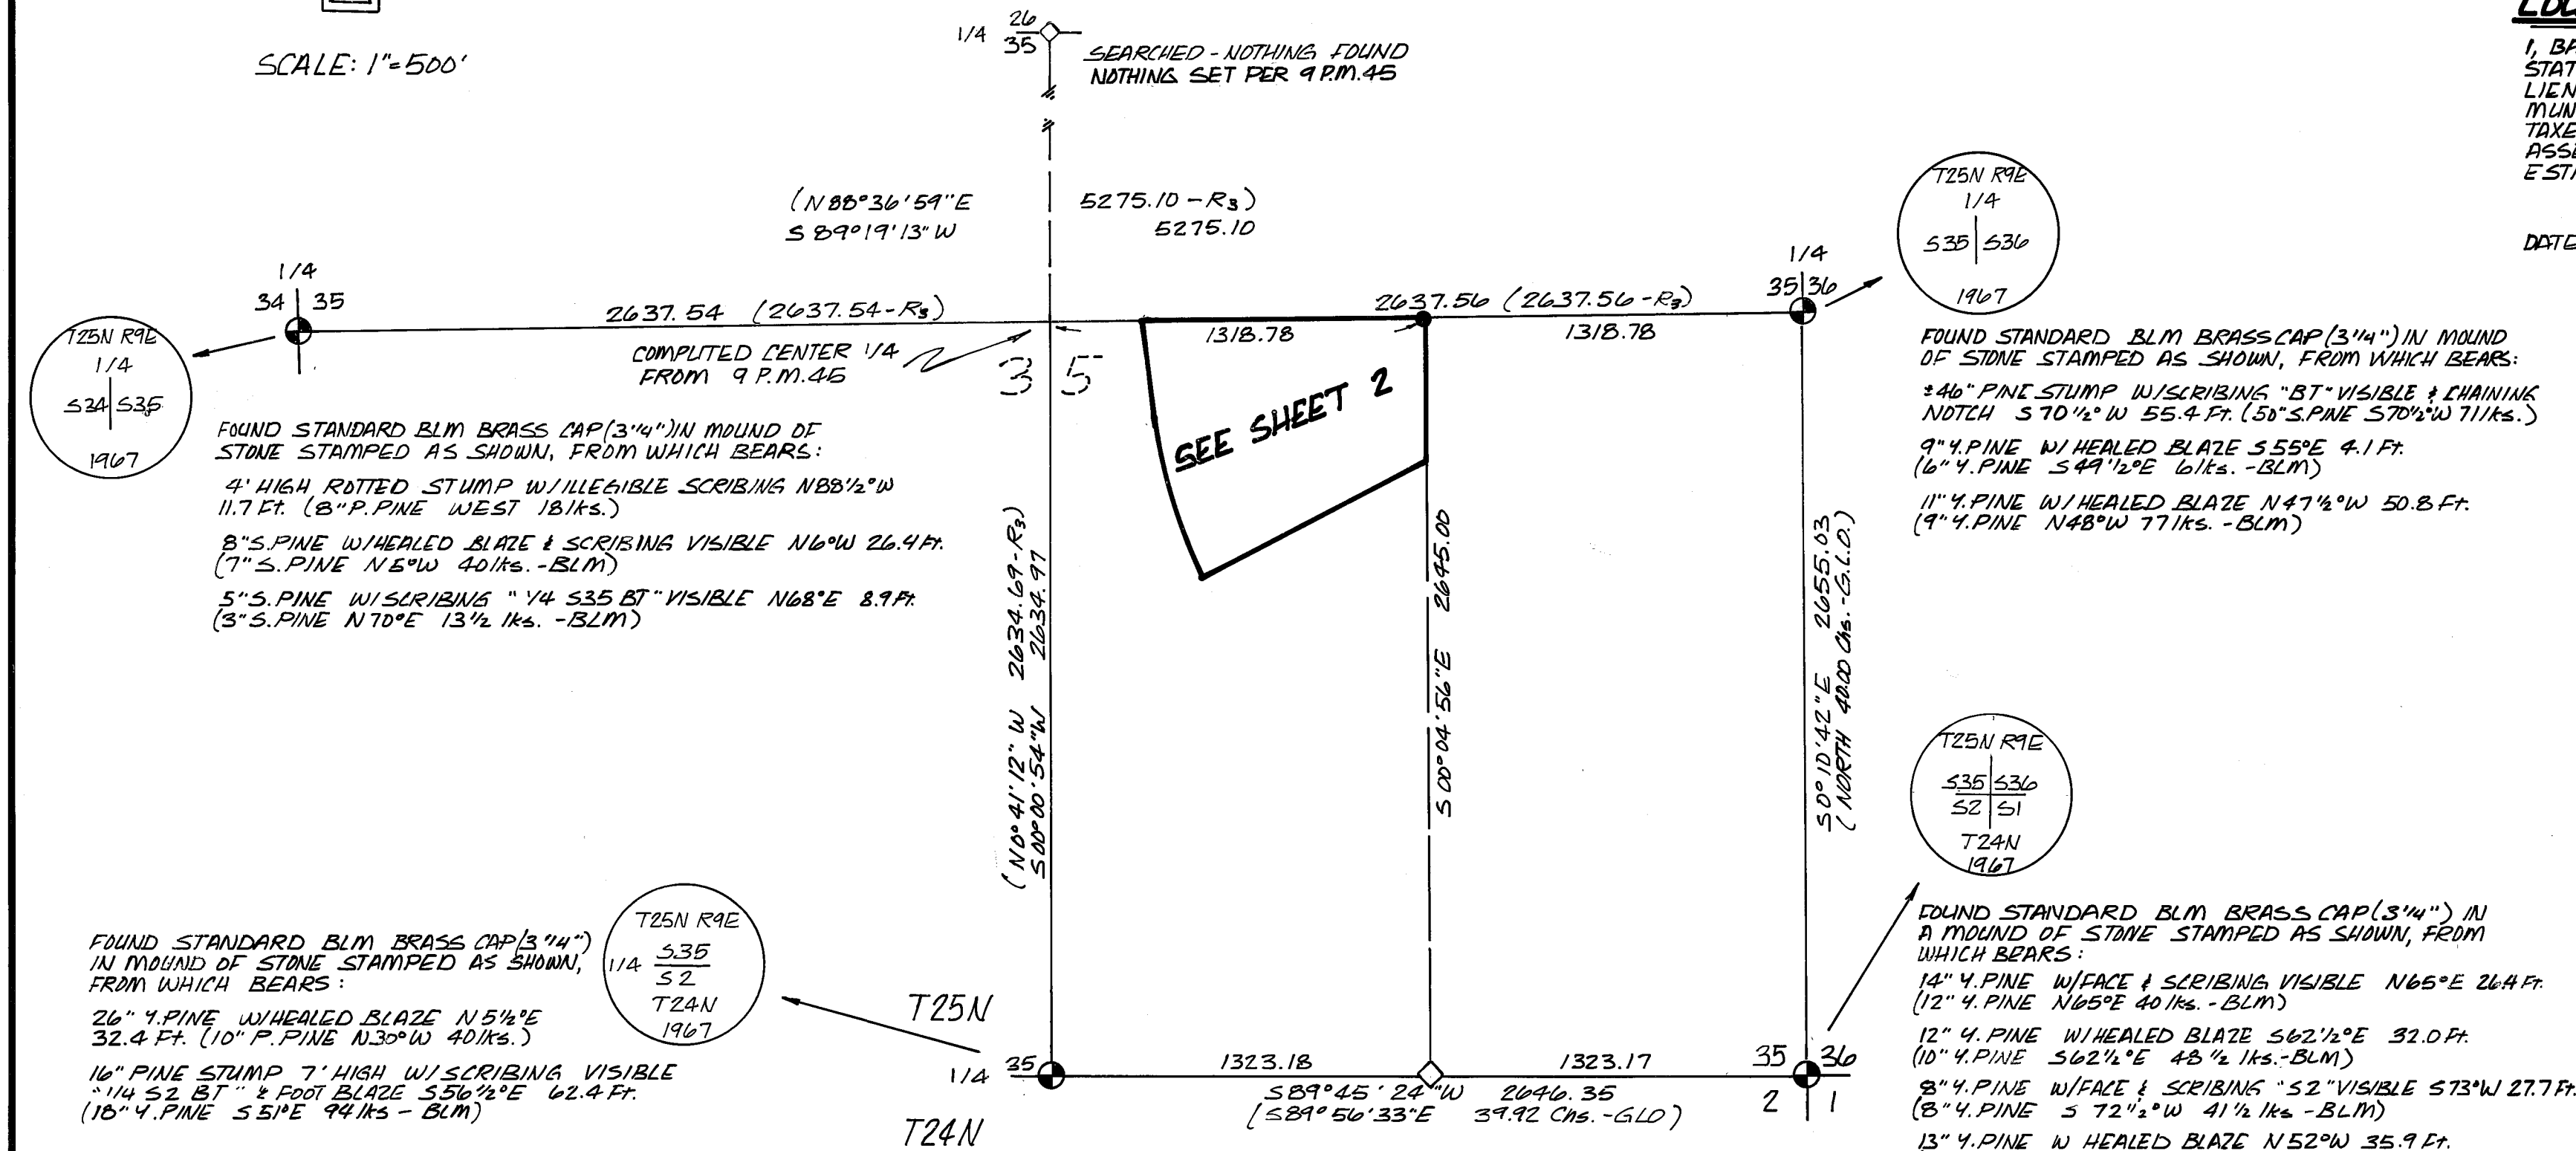 SCALE: 1"=500'
1/4 26
35
SEARCHED - NOTHING FOUND
NOTHING SET PER 9 P.M. 45
LIEN
TAXE
DATE
(N88°36'59"E 5275.10 - R3)
S 89°19'13" W 5275.10
1/4
34 35
2637.54 (2637.54-R3)
2637.56 (2637.56-R3)
1318.78
1318.78
1/4
35 36
COMPUTED CENTER 1/4
FROM 9 P.M. 45
35
SEE SHEET 2
T25N R9E
1/4
S34 S35
1967
FOUND STANDARD BLM BRASS CAP (3 1/4") IN MOUND OF
STONE STAMPED AS SHOWN, FROM WHICH BEARS:
4' HIGH ROTTED STUMP W/ILLEGIBLE SCRIBING N88 1/2°W
11.7 Ft. (8" P.PINE WEST 18 lks.)
8" S.PINE W/HEALED BLAZE & SCRIBING VISIBLE N6°W 26.4 Ft.
(7" S.PINE N5°W 40 lks. - BLM)
5" S.PINE W/SCRIBING "1/4 S35 BT" VISIBLE N68°E 8.9 Ft.
(3" S.PINE N70°E 13 1/2 lks. - BLM)
T25N R9E
1/4
S35 S36
1967
FOUND STANDARD BLM BRASS CAP (3 1/4") IN MOUND
OF STONE STAMPED AS SHOWN, FROM WHICH BEARS:
±46" PINE STUMP W/SCRIBING "BT" VISIBLE & CHAINING
NOTCH S 70 1/2° W 55.4 Ft. (50" S.PINE S70 1/2°W 71 lks.)
9" Y.PINE W/ HEALED BLAZE S 55°E 4.1 Ft.
(6" Y.PINE S 49 1/2°E 6 lks. - BLM)
11" Y.PINE W/ HEALED BLAZE N47 1/2°W 50.8 Ft.
(9" Y.PINE N48°W 77 lks. - BLM)
(N0°41'12" W 2634.69-R3)
S00°00'54"W 2634.97
S 00°04'56"E 2645.00
S0°10'42"E 2655.03
(NORTH 40.00 Chs. - G.L.O.)
T25N R9E
S35 S36
S2 S1
T24N
1967
FOUND STANDARD BLM BRASS CAP (3 1/4") IN
A MOUND OF STONE STAMPED AS SHOWN, FROM
WHICH BEARS:
14" Y.PINE W/FACE & SCRIBING VISIBLE N65°E 26.4 Ft.
(12" Y.PINE N65°E 40 lks. - BLM)
12" Y.PINE W/HEALED BLAZE S62 1/2°E 32.0 Ft.
(10" Y.PINE S62 1/2°E 48 1/2 lks. - BLM)
8" Y.PINE W/FACE & SCRIBING "S2" VISIBLE S73°W 27.7 Ft.
(8" Y.PINE S 72 1/2°W 41 1/2 lks - BLM)
13" Y.PINE W HEALED BLAZE N52°W 35.9 Ft.
FOUND STANDARD BLM BRASS CAP (3 1/4")
IN MOUND OF STONE STAMPED AS SHOWN,
FROM WHICH BEARS:
26" Y.PINE W/HEALED BLAZE N 5 1/2°E
32.4 Ft. (10" P.PINE N30°W 40 lks.)
16" PINE STUMP 7' HIGH W/SCRIBING VISIBLE
"1/4 S2 BT" & FOOT BLAZE S56 1/2°E 62.4 Ft.
(18" Y.PINE S 51°E 94 lks - BLM)
T25N R9E
1/4 S35
S2
T24N
1967
T25N
1/4 35
T24N
1323.18
1323.17
35 36
2 1
S89°45'24"W 2646.35
(S89°56'33"E 39.92 Chs. - GLO)